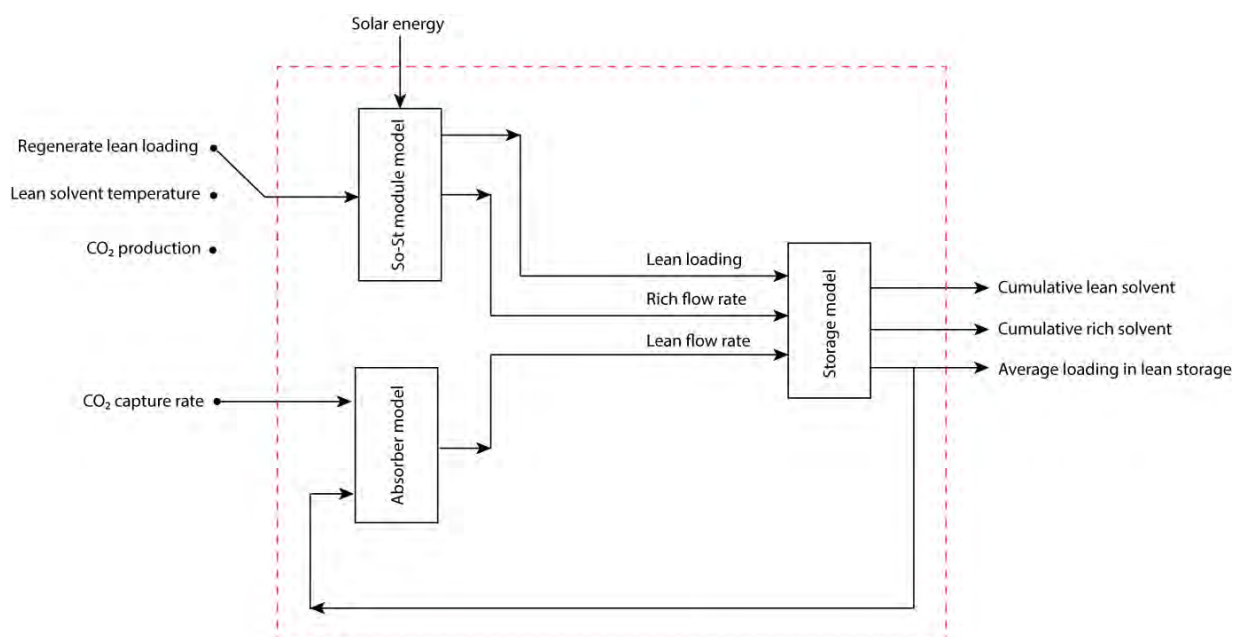 Solar energy
Regenerate lean loading
Lean solvent temperature
CO₂ production
So-St module model
Lean loading
Rich flow rate
Lean flow rate
Storage model
Cumulative lean solvent
Cumulative rich solvent
Average loading in lean storage
CO₂ capture rate
Absorber model